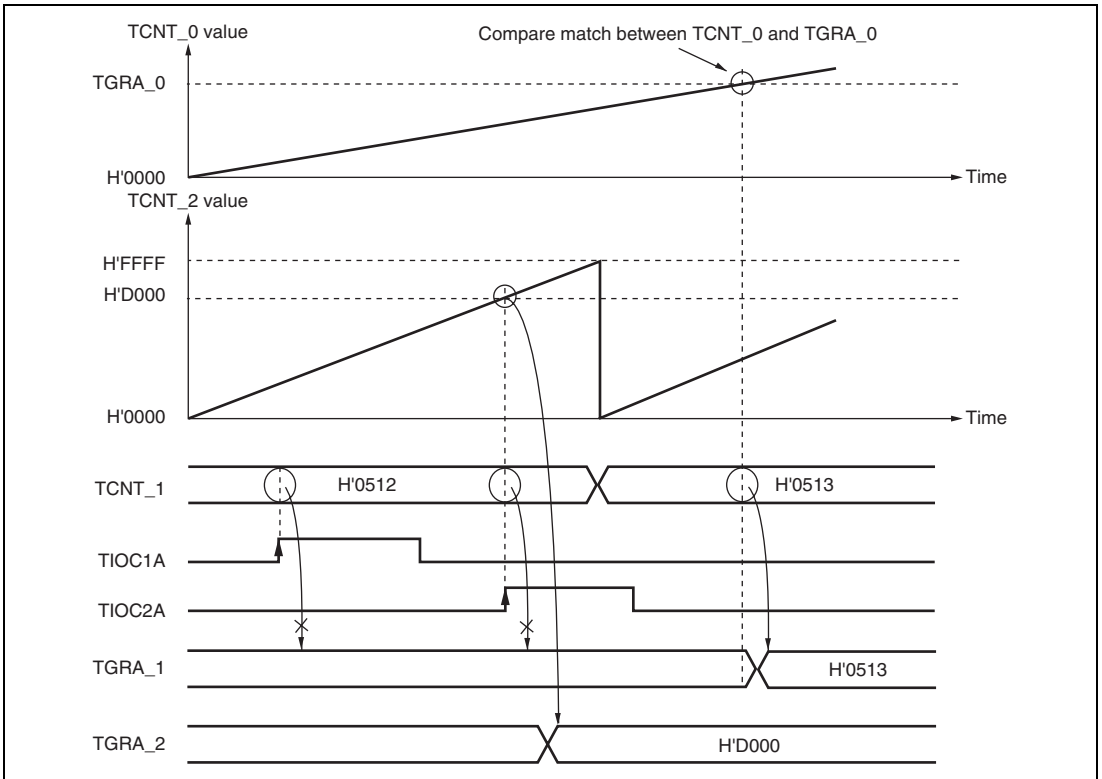 TCNT_0 value
Compare match between TCNT_0 and TGRA_0
TGRA_0
H'0000
Time
TCNT_2 value
H'FFFF
H'D000
H'0000
Time
TCNT_1
H'0512
H'0513
TIOC1A
TIOC2A
TGRA_1
H'0513
TGRA_2
H'D000